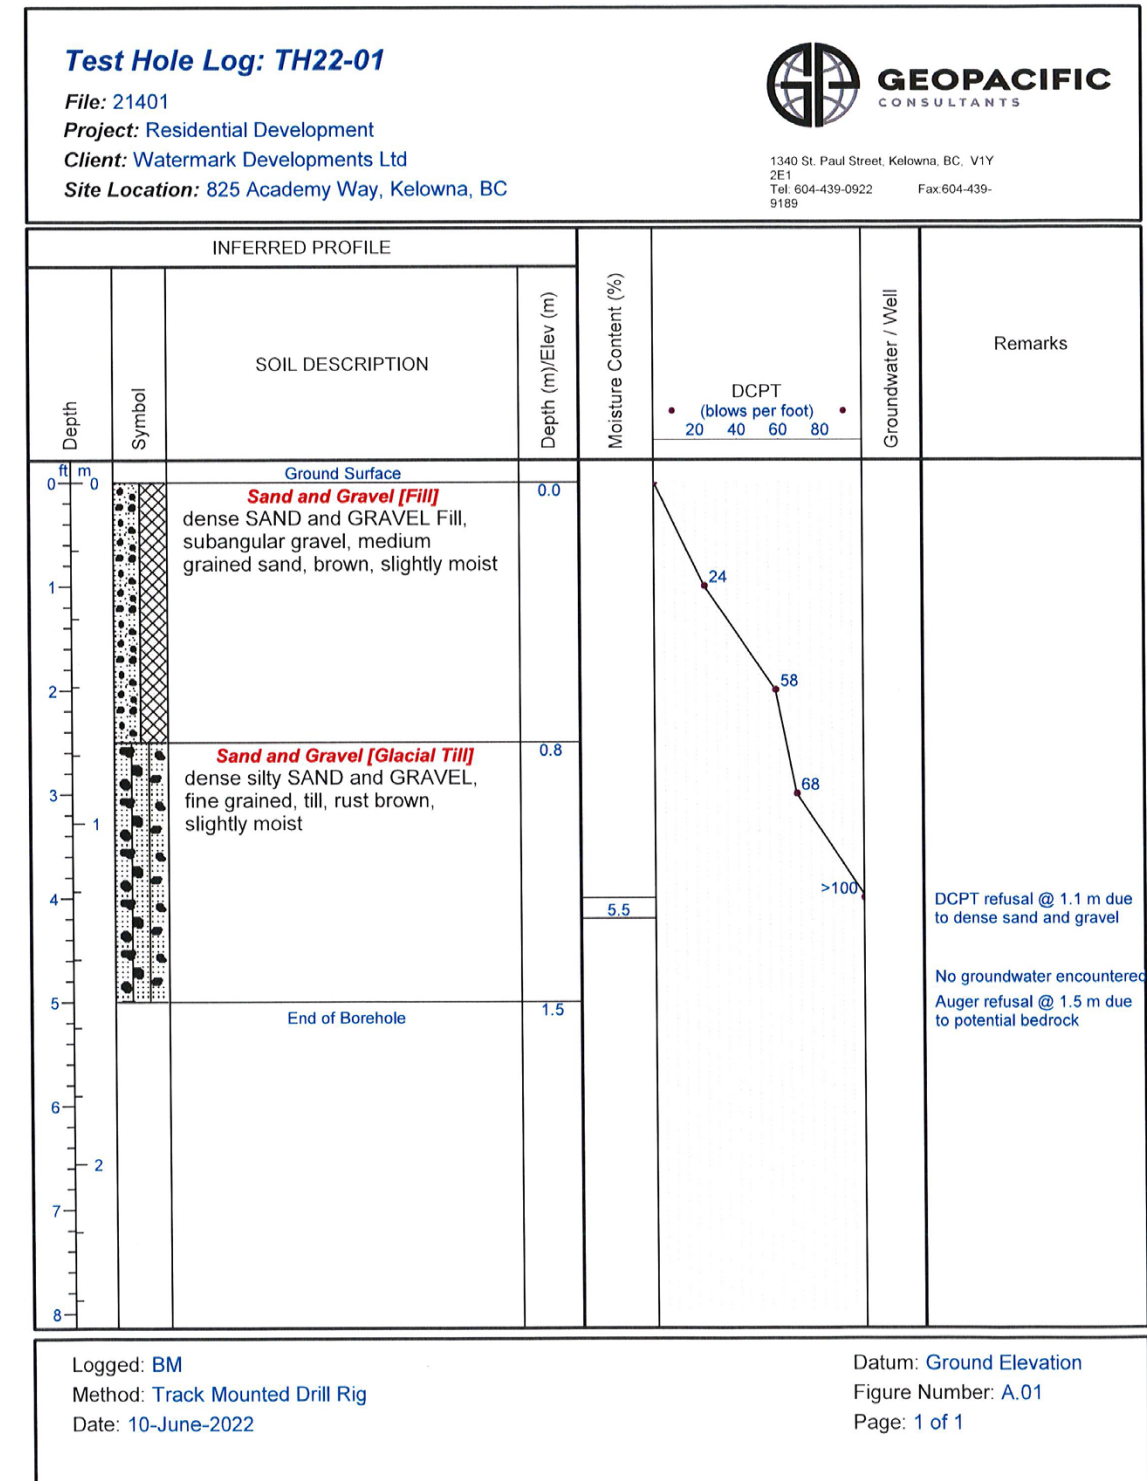 Test Hole Log: TH22-01
File: 21401
Project: Residential Development
Client: Watermark Developments Ltd
Site Location: 825 Academy Way, Kelowna, BC
GEOPACIFIC
CONSULTANTS
1340 St. Paul Street, Kelowna, BC, V1Y
2E1
Tel: 604-439-0922 Fax:604-439-
9189
INFERRED PROFILE
Depth
Symbol
SOIL DESCRIPTION
Depth (m)/Elev (m)
Moisture Content (%)
DCPT
(blows per foot)
20 40 60 80
Groundwater / Well
Remarks
ft m
Ground Surface
0 0
0.0
Sand and Gravel [Fill]
dense SAND and GRAVEL Fill,
subangular gravel, medium
grained sand, brown, slightly moist
24
1
58
2
0.8
Sand and Gravel [Glacial Till]
dense silty SAND and GRAVEL,
fine grained, till, rust brown,
slightly moist
68
3
1
>100
4
5.5
DCPT refusal @ 1.1 m due
to dense sand and gravel
No groundwater encountered
5
1.5
Auger refusal @ 1.5 m due
to potential bedrock
End of Borehole
6
2
7
8
Logged: BM
Method: Track Mounted Drill Rig
Date: 10-June-2022
Datum: Ground Elevation
Figure Number: A.01
Page: 1 of 1